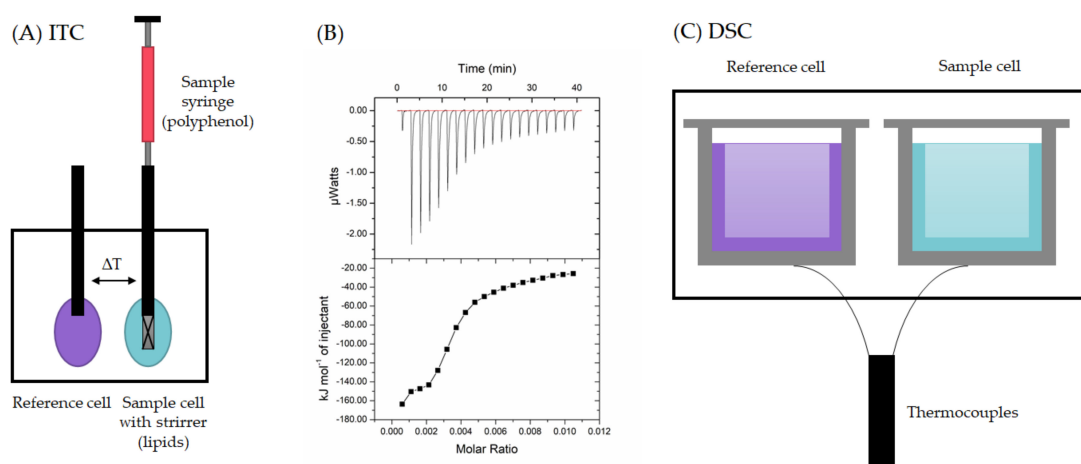 (A) ITC
Sample
syringe
(polyphenol)
ΔT
Reference cell
Sample cell
with strirrer
(lipids)
(B)
Time (min)
0 10 20 30 40
0.00
-0.50
-1.00
-1.50
-2.00
µWatts
-20.00
-40.00
-60.00
-80.00
-100.00
-120.00
-140.00
-160.00
-180.00
kJ mol⁻¹ of injectant
0.000 0.002 0.004 0.006 0.008 0.010 0.012
Molar Ratio
(C) DSC
Reference cell
Sample cell
Thermocouples